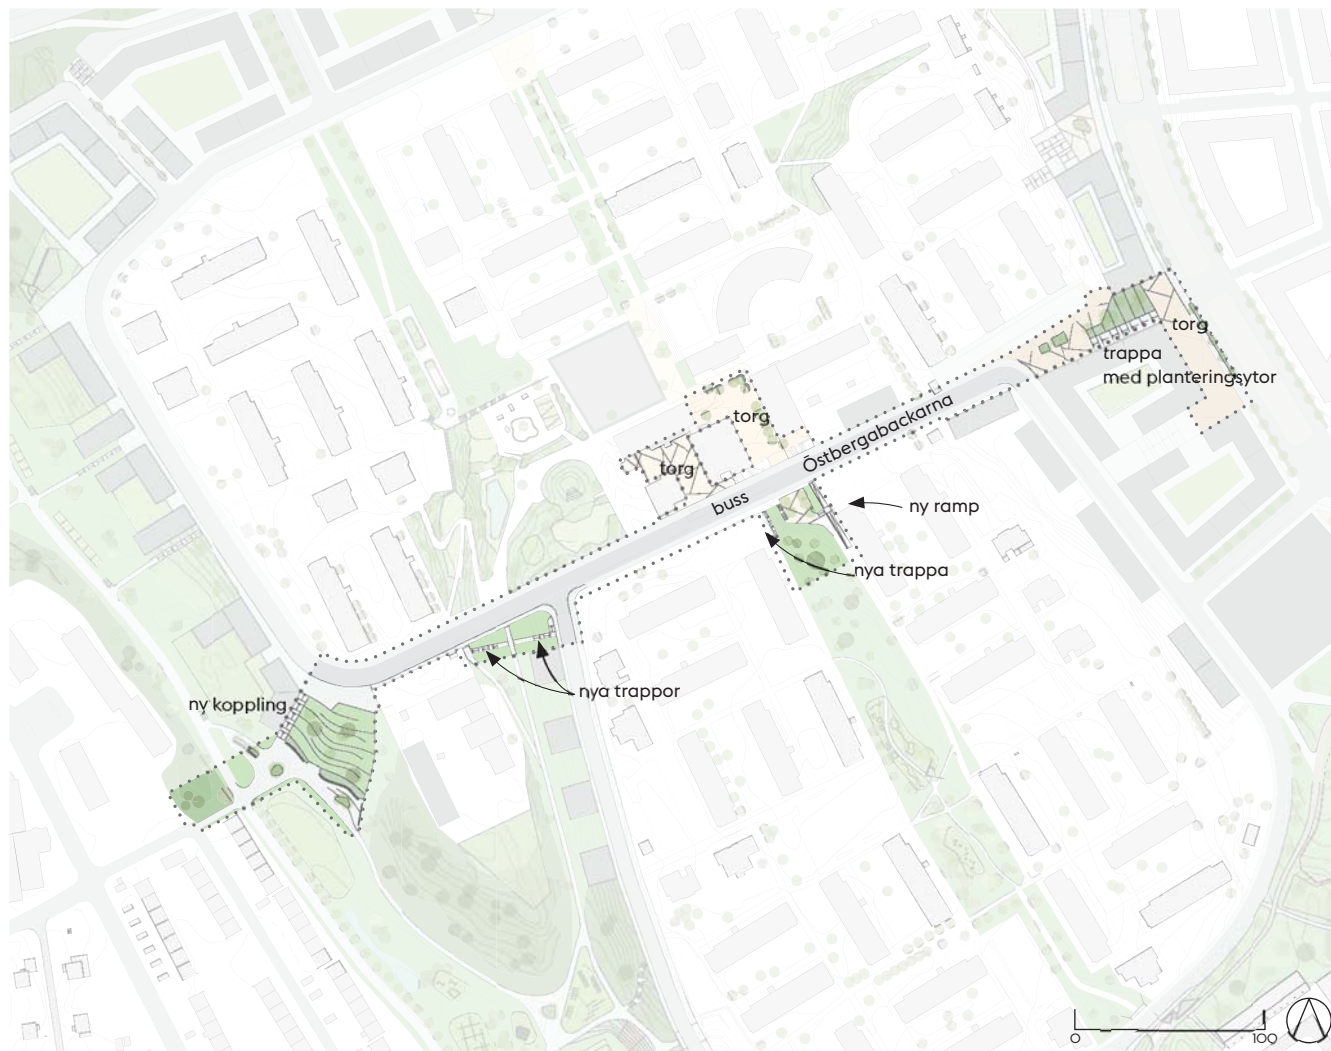 torg
trappa
med planteringsytor
torg
Östbergabackarna
torg
buss
ny ramp
nya trappa
nya trappor
ny koppling
0
100